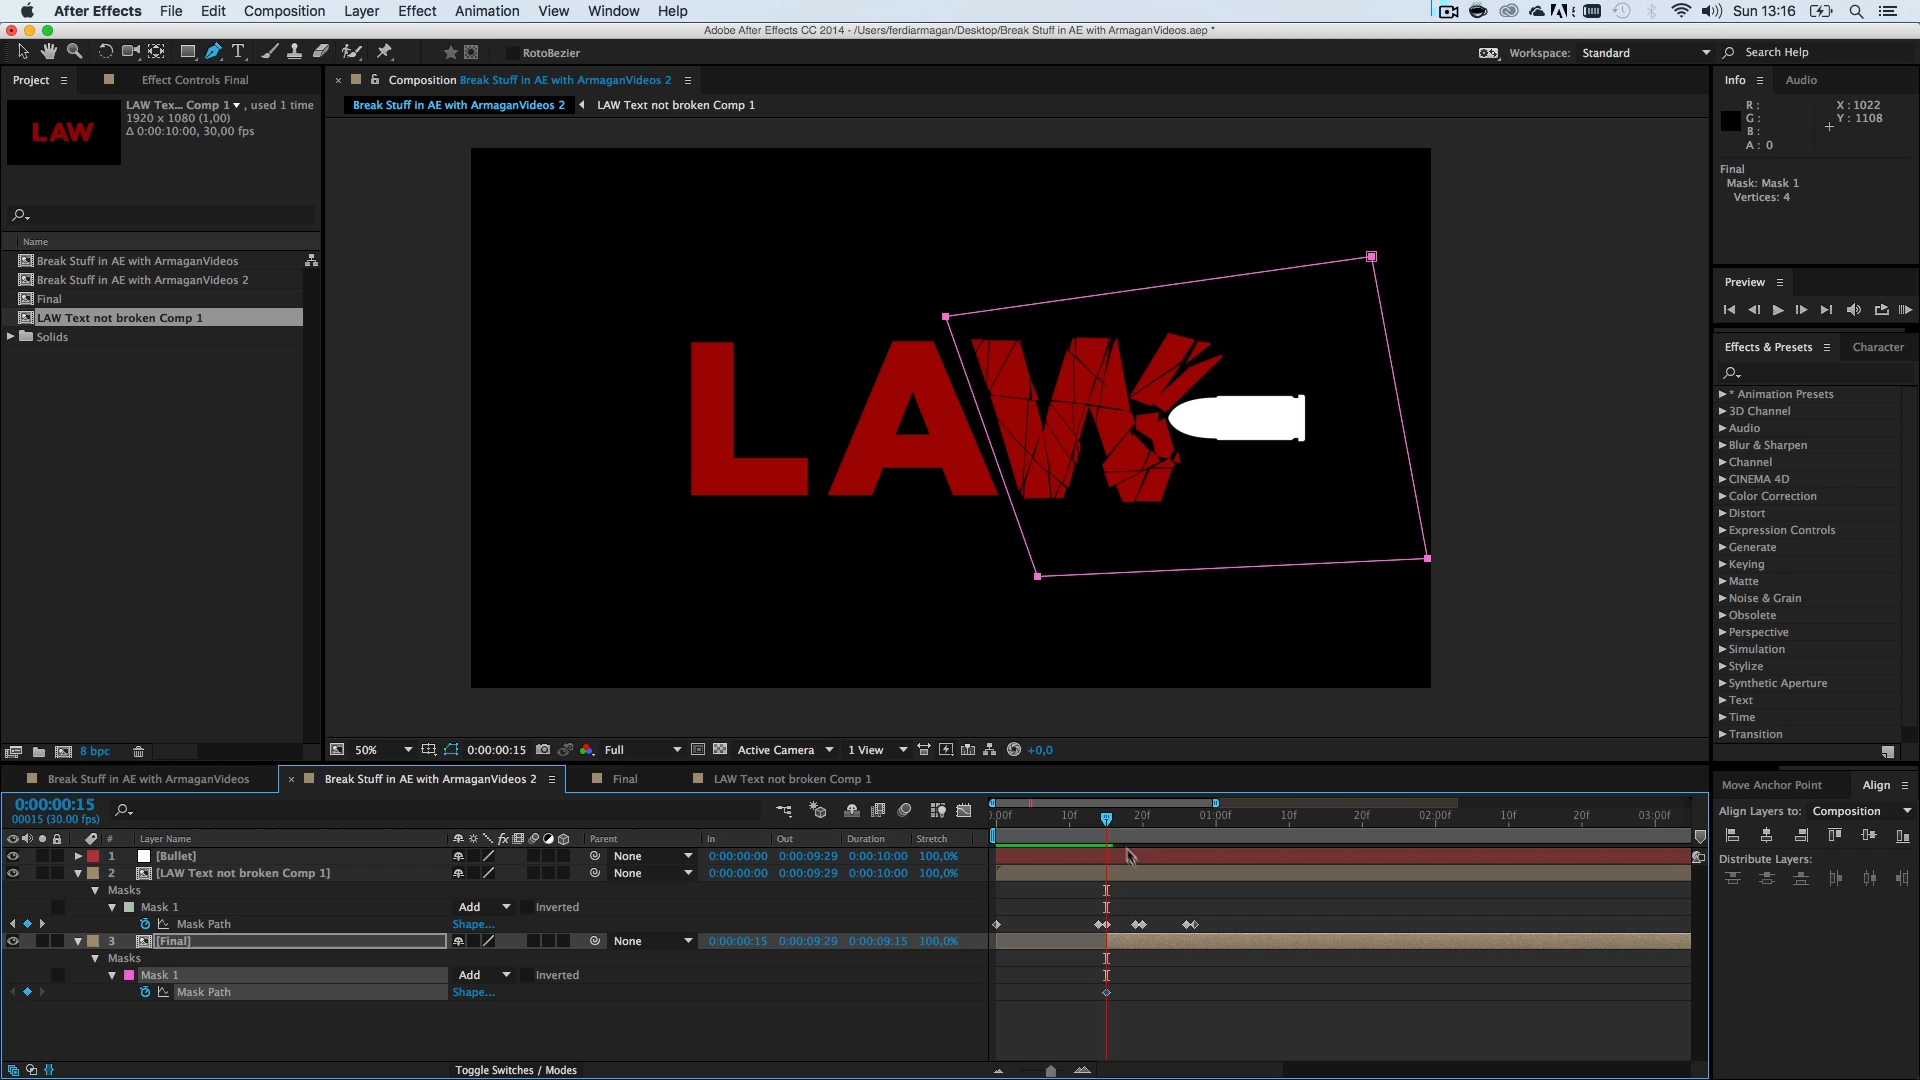 After Effects File Edit Composition Layer Effect Animation View Window Help
Sun 13:16
Adobe After Effects CC 2014 - /Users/ferdiarmagan/Desktop/Break Stuff in AE with ArmaganVideos.aep *
RotoBezier
Workspace: Standard
Search Help
Project
Effect Controls Final
LAW Tex... Comp 1 , used 1 time
1920 x 1080 (1,00)
Δ 0:00:10:00, 30,00 fps
LAW
Name
Break Stuff in AE with ArmaganVideos
Break Stuff in AE with ArmaganVideos 2
Final
LAW Text not broken Comp 1
Solids
8 bpc
Composition Break Stuff in AE with ArmaganVideos 2
Break Stuff in AE with ArmaganVideos 2
LAW Text not broken Comp 1
LAW
50%
0:00:00:15
Full
Active Camera
1 View
+0,0
Info
Audio
R :
G :
B :
A : 0
X : 1022
Y : 1108
Final
Mask: Mask 1
Vertices: 4
Preview
Effects & Presets
Character
* Animation Presets
3D Channel
Audio
Blur & Sharpen
Channel
CINEMA 4D
Color Correction
Distort
Expression Controls
Generate
Keying
Matte
Noise & Grain
Obsolete
Perspective
Simulation
Stylize
Synthetic Aperture
Text
Time
Transition
Break Stuff in AE with ArmaganVideos
Break Stuff in AE with ArmaganVideos 2
Final
LAW Text not broken Comp 1
0:00:00:15
00015 (30.00 fps)
# Layer Name
Parent
In Out Duration Stretch
1 [Bullet] None 0:00:00:00 0:00:09:29 0:00:10:00 100,0%
2 [LAW Text not broken Comp 1] None 0:00:00:00 0:00:09:29 0:00:10:00 100,0%
Masks
Mask 1 Add Inverted
Mask Path Shape...
3 [Final] None 0:00:00:15 0:00:09:29 0:00:09:15 100,0%
Masks
Mask 1 Add Inverted
Mask Path Shape...
Toggle Switches / Modes
10f 20f 01:00f 10f 20f 02:00f 10f 20f 03:00f
Move Anchor Point
Align
Align Layers to: Composition
Distribute Layers: